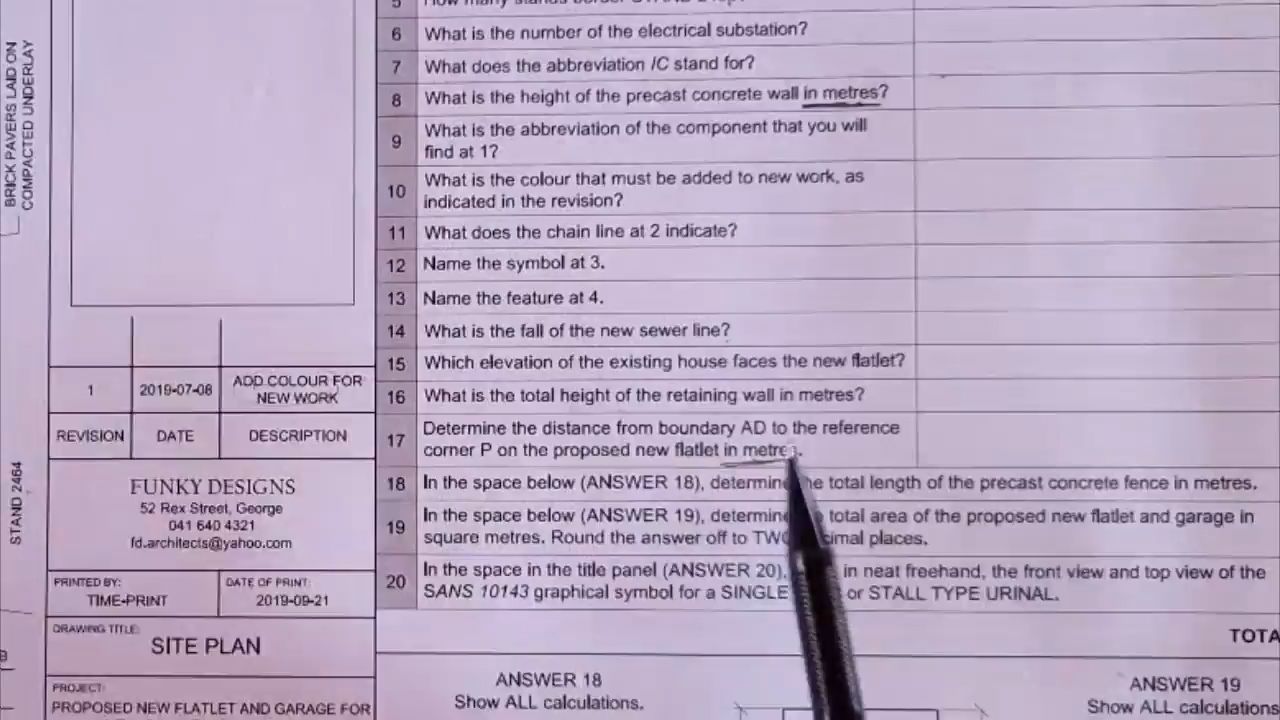 BRICK PAVERS LAID ON
COMPACTED UNDERLAY
STAND 2464
5
6 What is the number of the electrical substation?
7 What does the abbreviation IC stand for?
8 What is the height of the precast concrete wall in metres?
9 What is the abbreviation of the component that you will
find at 1?
10 What is the colour that must be added to new work, as
indicated in the revision?
11 What does the chain line at 2 indicate?
12 Name the symbol at 3.
13 Name the feature at 4.
14 What is the fall of the new sewer line?
15 Which elevation of the existing house faces the new flatlet?
16 What is the total height of the retaining wall in metres?
17 Determine the distance from boundary AD to the reference
corner P on the proposed new flatlet in metres.
18 In the space below (ANSWER 18), determine the total length of the precast concrete fence in metres.
19 In the space below (ANSWER 19), determine total area of the proposed new flatlet and garage in
square metres. Round the answer off to TWO decimal places.
20 In the space in the title panel (ANSWER 20), in neat freehand, the front view and top view of the
SANS 10143 graphical symbol for a SINGLE or STALL TYPE URINAL.
TOTA
1 2019-07-08 ADD COLOUR FOR
NEW WORK
REVISION DATE DESCRIPTION
FUNKY DESIGNS
52 Rex Street, George
041 640 4321
fd.architects@yahoo.com
PRINTED BY: DATE OF PRINT:
TIME-PRINT 2019-09-21
DRAWING TITLE:
SITE PLAN
PROJECT:
PROPOSED NEW FLATLET AND GARAGE FOR
ANSWER 18
Show ALL calculations.
ANSWER 19
Show ALL calculations